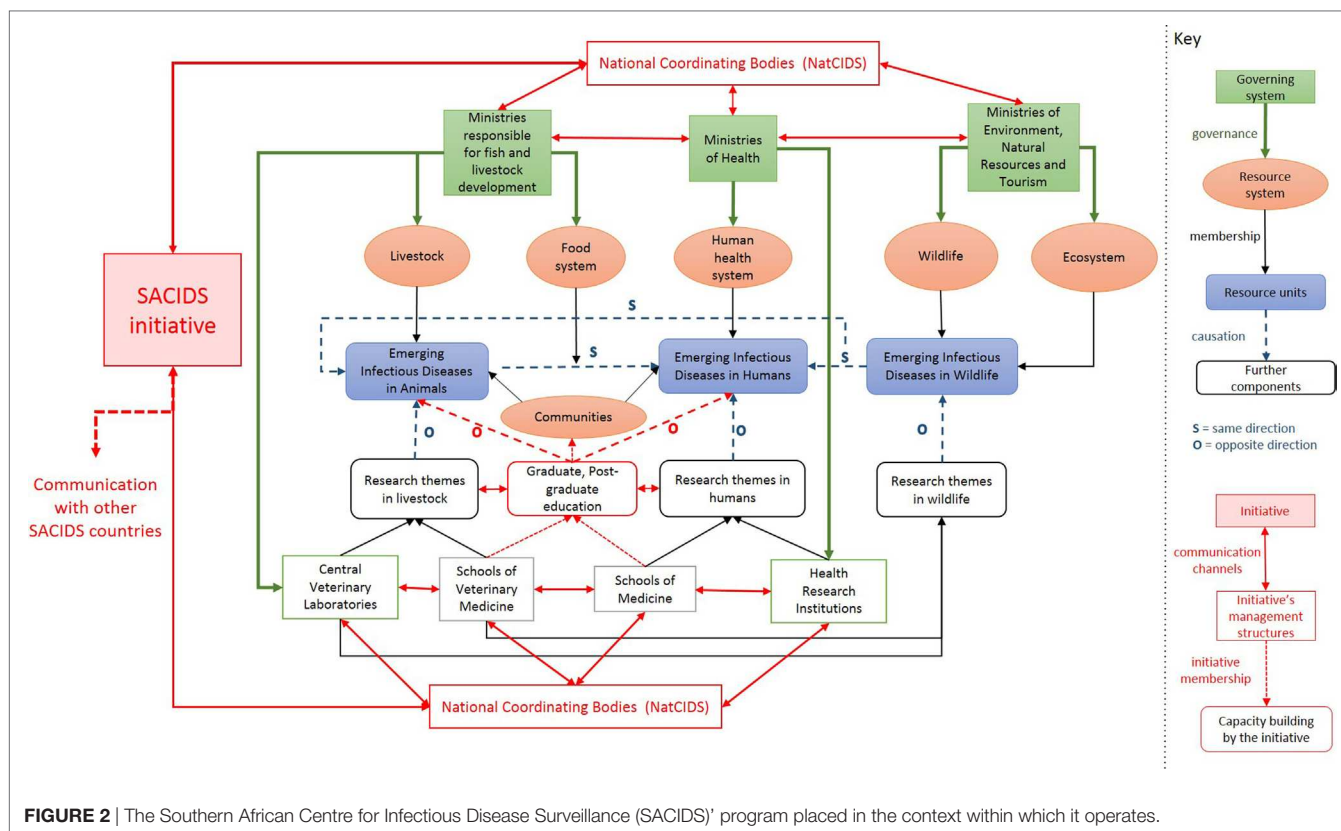 National Coordinating Bodies (NatCIDS)
Ministries
responsible
for fish and
livestock
development
Ministries
of Health
Ministries of
Environment,
Natural
Resources and
Tourism
SACIDS
initiative
Livestock
Food
system
Human
health
system
Wildlife
Ecosystem
S
Emerging
Infectious Diseases
in Animals
S
Emerging Infectious
Diseases in Humans
S
Emerging Infectious
Diseases in Wildlife
Communities
O
O
O
O
O
Communication
with other
SACIDS countries
Research themes
in livestock
Graduate, Post-
graduate
education
Research themes in
humans
Research themes
in wildlife
Central
Veterinary
Laboratories
Schools of
Veterinary
Medicine
Schools of
Medicine
Health
Research
Institutions
National Coordinating Bodies (NatCIDS)
Key
Governing
system
governance
Resource
system
membership
Resource units
causation
Further
components
S = same direction
O = opposite direction
Initiative
communication
channels
Initiative's
management
structures
initiative
membership
Capacity building
by the initiative
FIGURE 2 | The Southern African Centre for Infectious Disease Surveillance (SACIDS)' program placed in the context within which it operates.